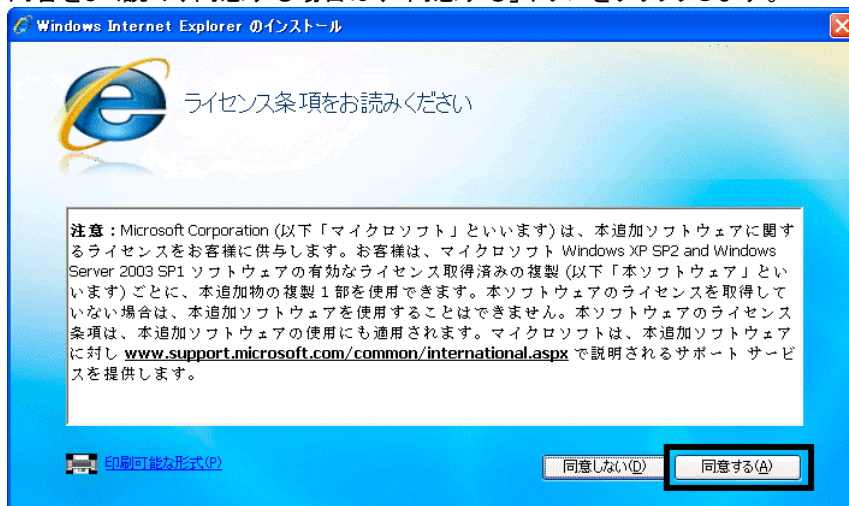 Windows Internet Explorer のインストール
ライセンス条項をお読みください
注意：Microsoft Corporation (以下「マイクロソフト」といいます) は、本追加ソフトウェアに関す
るライセンスをお客様に供与します。お客様は、マイクロソフト Windows XP SP2 and Windows
Server 2003 SP1 ソフトウェアの有効なライセンス取得済みの複製 (以下「本ソフトウェア」とい
います) ごとに、本追加物の複製 1 部を使用できます。本ソフトウェアのライセンスを取得して
いない場合は、本追加ソフトウェアを使用することはできません。本ソフトウェアのライセンス
条項は、本追加ソフトウェアの使用にも適用されます。マイクロソフトは、本追加ソフトウェア
に対し www.support.microsoft.com/common/international.aspx で説明されるサポート サービ
スを提供します。
印刷可能な形式(P)
同意しない(D)
同意する(A)